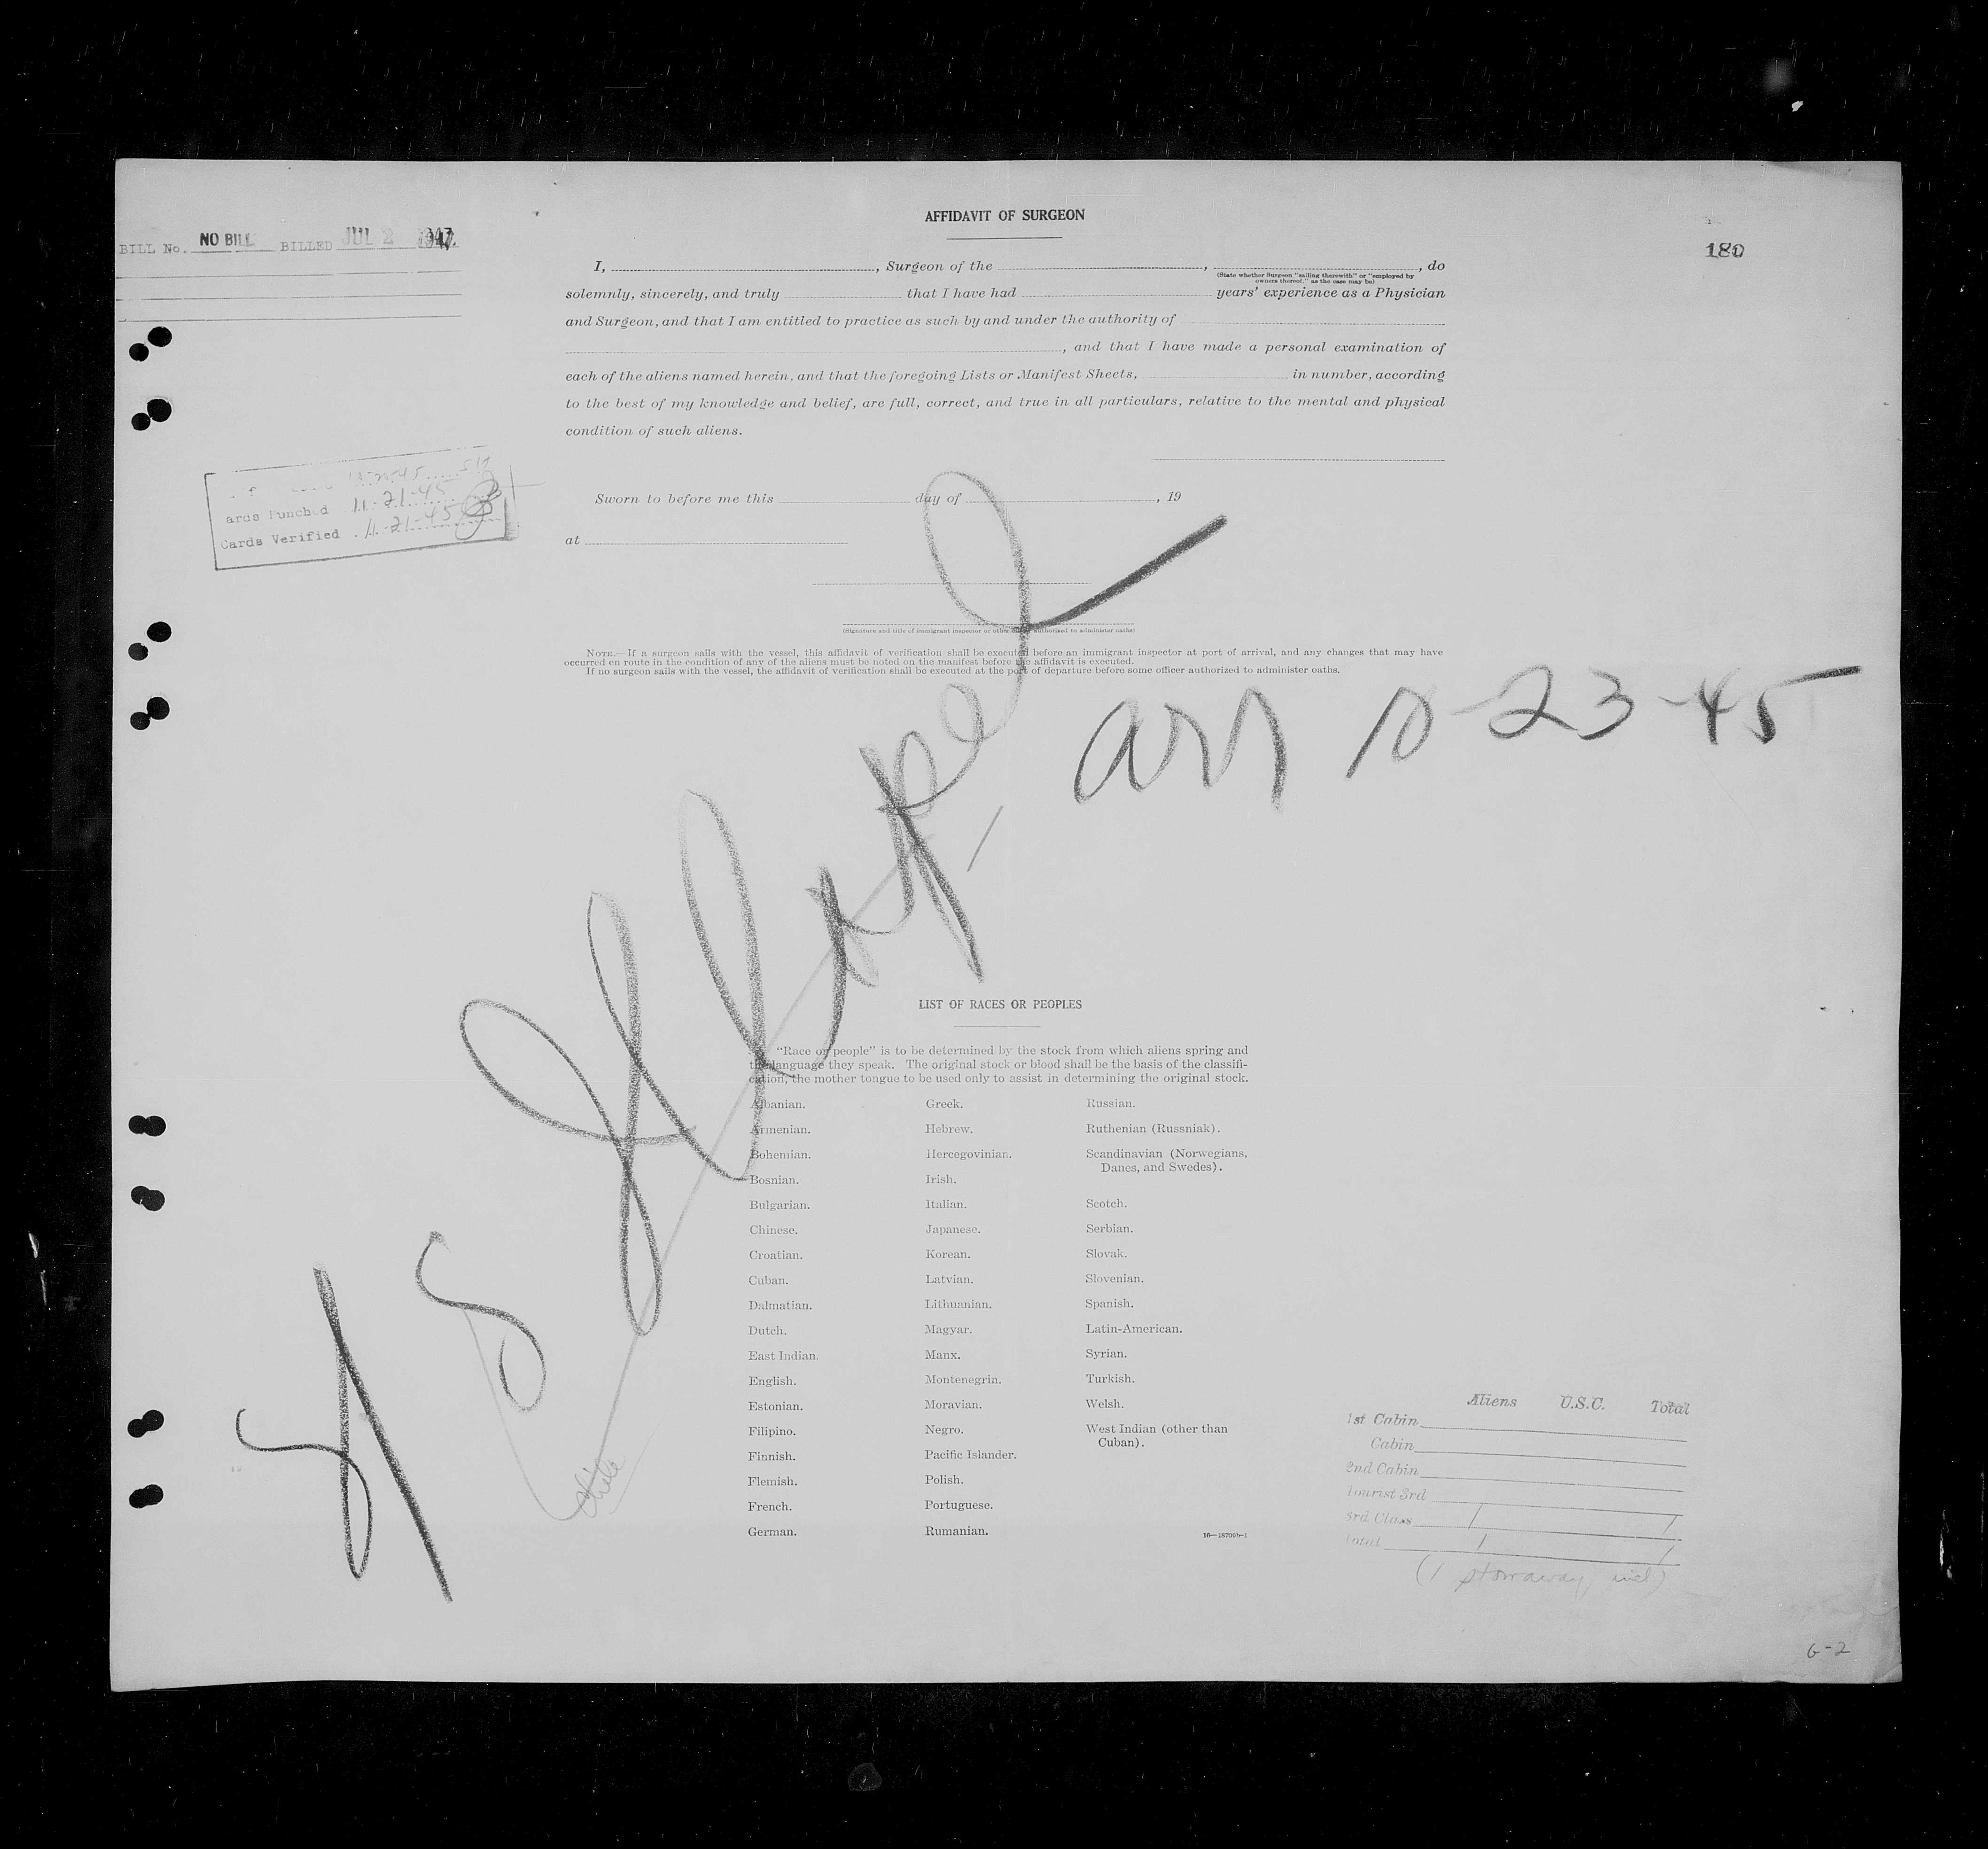 AFFIDAVIT OF SURGEON
BILL No. NO BILL BILLED JUL 2 1947
180
I, , Surgeon of the , , do
(State whether Surgeon "sailing therewith" or "employed by
owners thereof," as the case may be)
solemnly, sincerely, and truly that I have had years' experience as a Physician
and Surgeon, and that I am entitled to practice as such by and under the authority of
, and that I have made a personal examination of
each of the aliens named herein, and that the foregoing Lists or Manifest Sheets, in number, according
to the best of my knowledge and belief, are full, correct, and true in all particulars, relative to the mental and physical
condition of such aliens.
ards Punched 11-21-45
Cards Verified 11-21-45
Sworn to before me this day of , 19
at
(Signature and title of immigrant inspector or other officer authorized to administer oaths)
NOTE.—If a surgeon sails with the vessel, this affidavit of verification shall be executed before an immigrant inspector at port of arrival, and any changes that may have
occurred en route in the condition of any of the aliens must be noted on the manifest before the affidavit is executed.
If no surgeon sails with the vessel, the affidavit of verification shall be executed at the port of departure before some officer authorized to administer oaths.
arr 10-23-45
LIST OF RACES OR PEOPLES
"Race or people" is to be determined by the stock from which aliens spring and
the language they speak. The original stock or blood shall be the basis of the classifi-
cation, the mother tongue to be used only to assist in determining the original stock.
Albanian. Greek. Russian.
Armenian. Hebrew. Ruthenian (Russniak).
Bohemian. Hercegovinian. Scandinavian (Norwegians,
Danes, and Swedes).
Bosnian. Irish.
Bulgarian. Italian. Scotch.
Chinese. Japanese. Serbian.
Croatian. Korean. Slovak.
Cuban. Latvian. Slovenian.
Dalmatian. Lithuanian. Spanish.
Dutch. Magyar. Latin-American.
East Indian. Manx. Syrian.
English. Montenegrin. Turkish.
Estonian. Moravian. Welsh.
Filipino. Negro. West Indian (other than
Cuban).
Finnish. Pacific Islander.
Flemish. Polish.
French. Portuguese.
German. Rumanian. 16—28709b-1
Chile
Aliens U.S.C. Total
1st Cabin
Cabin
2nd Cabin
Tourist 3rd
3rd Class 1 1
Total 1 1
(1 stowaway incl)
G-2